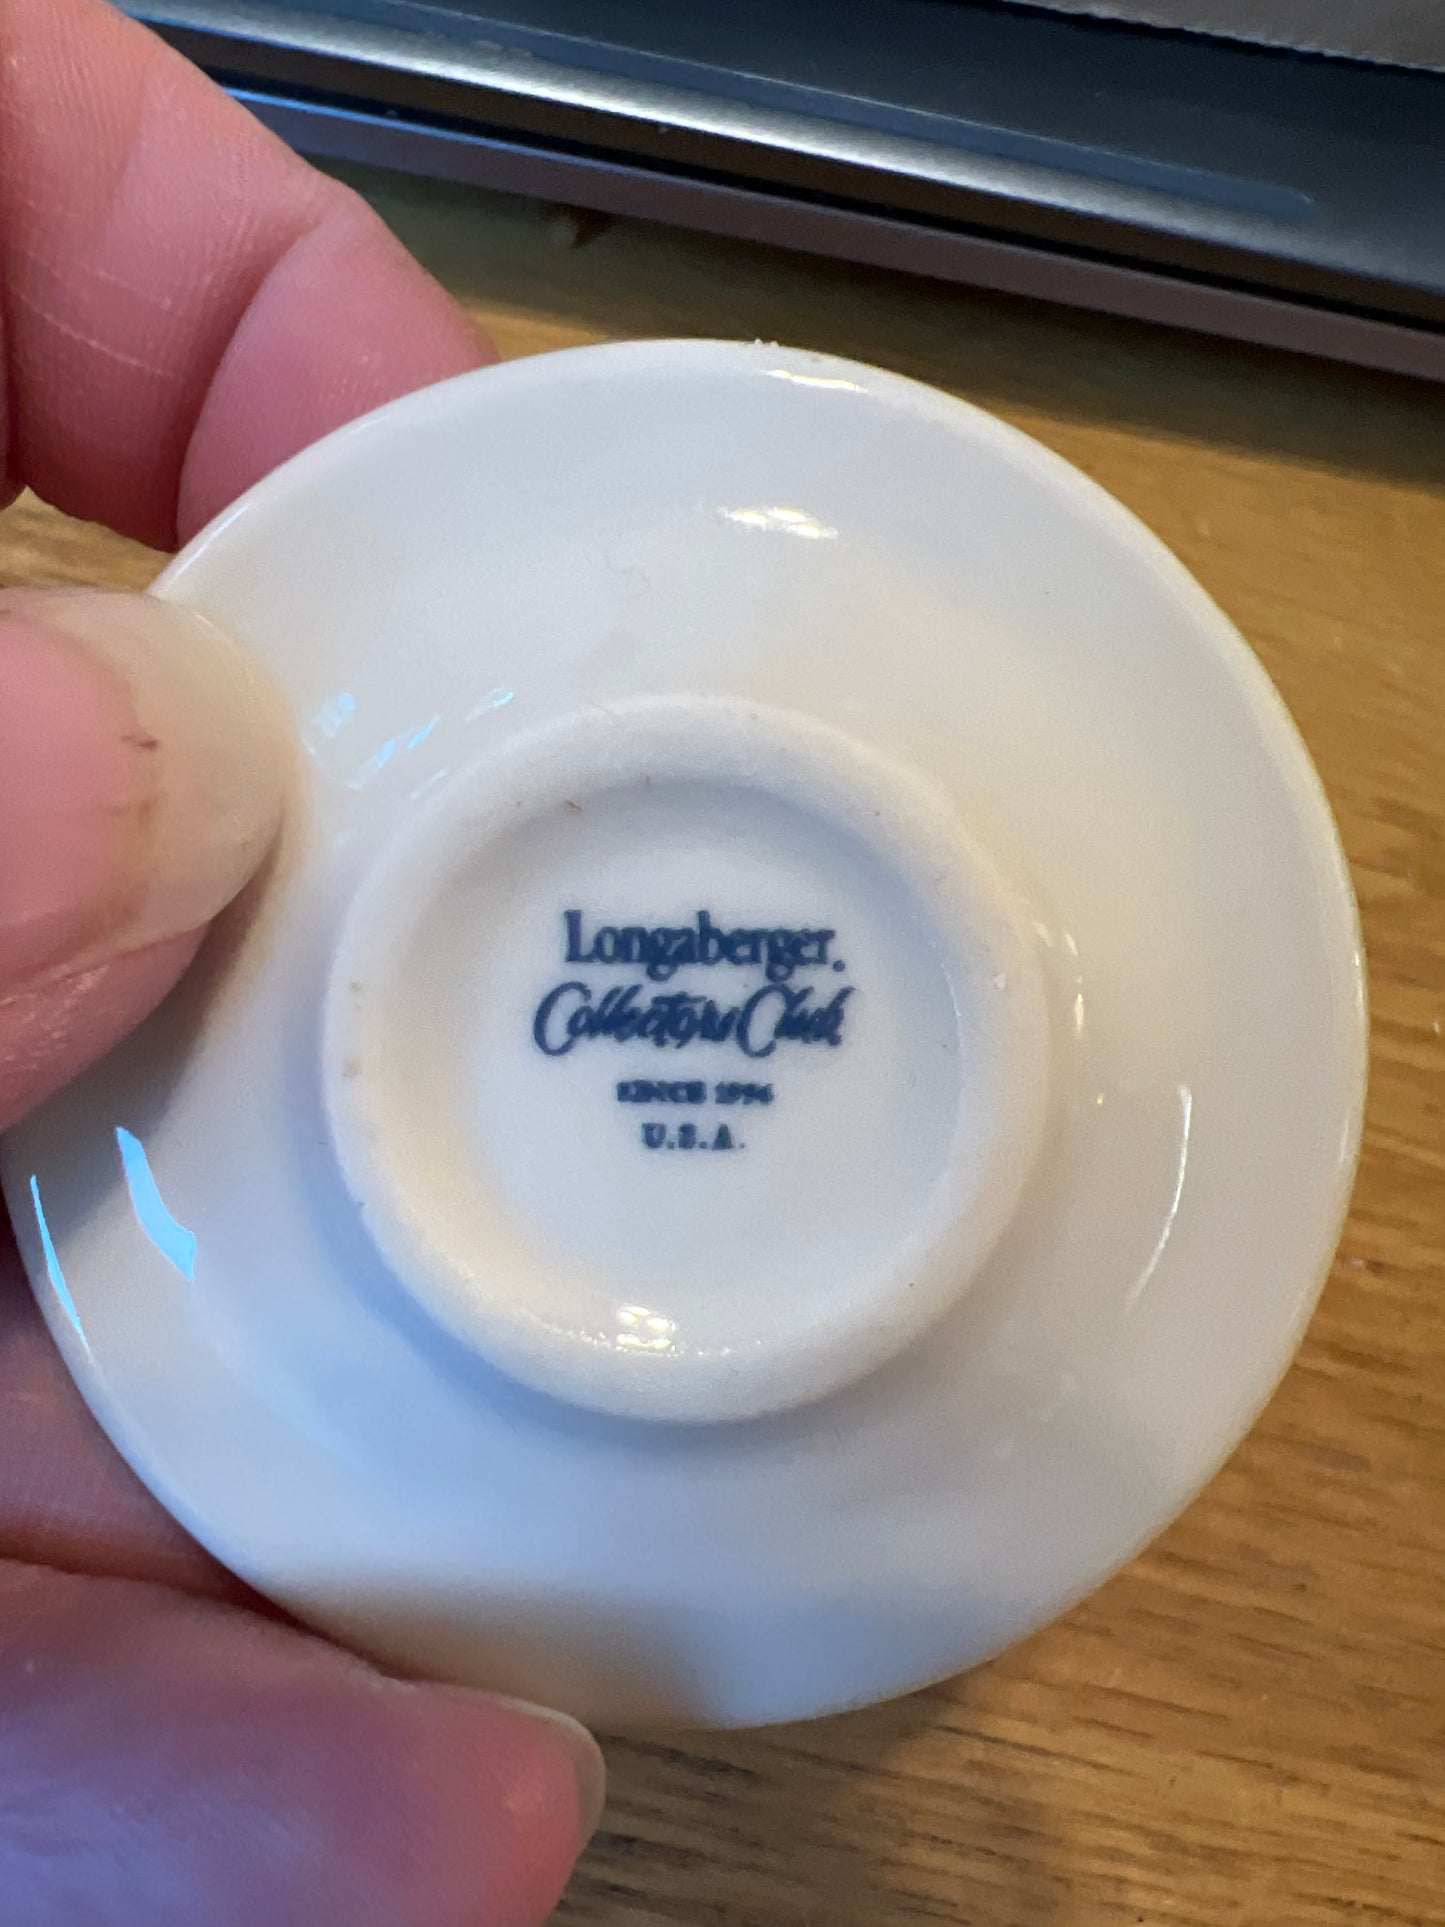 Longaberger.
Collectors Club
SINCE 1996
U.S.A.